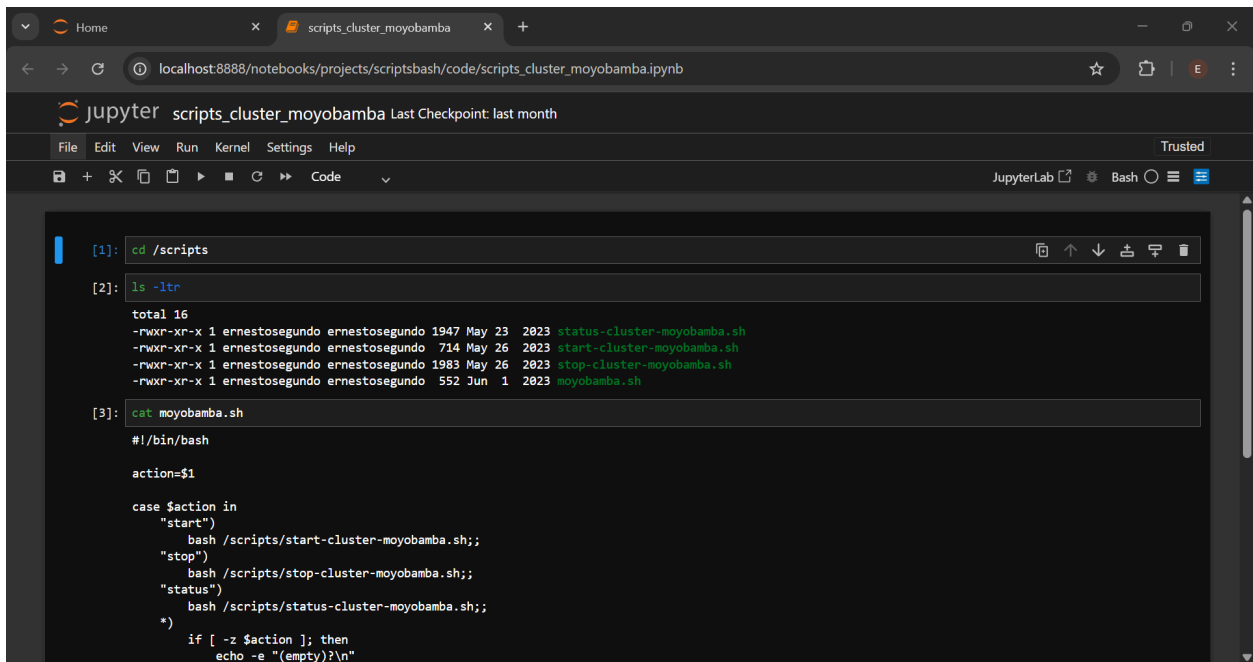 Home
scripts_cluster_moyobamba
localhost:8888/notebooks/projects/scriptsbash/code/scripts_cluster_moyobamba.ipynb
E
jupyter scripts_cluster_moyobamba Last Checkpoint: last month
File Edit View Run Kernel Settings Help Trusted
Code JupyterLab Bash
[1]: cd /scripts
[2]: ls -ltr
total 16
-rwxr-xr-x 1 ernestosegundo ernestosegundo 1947 May 23  2023 status-cluster-moyobamba.sh
-rwxr-xr-x 1 ernestosegundo ernestosegundo  714 May 26  2023 start-cluster-moyobamba.sh
-rwxr-xr-x 1 ernestosegundo ernestosegundo 1983 May 26  2023 stop-cluster-moyobamba.sh
-rwxr-xr-x 1 ernestosegundo ernestosegundo  552 Jun  1  2023 moyobamba.sh
[3]: cat moyobamba.sh
#!/bin/bash
action=$1
case $action in
    "start")
        bash /scripts/start-cluster-moyobamba.sh;;
    "stop")
        bash /scripts/stop-cluster-moyobamba.sh;;
    "status")
        bash /scripts/status-cluster-moyobamba.sh;;
    *)
        if [ -z $action ]; then
            echo -e "(empty)?\n"